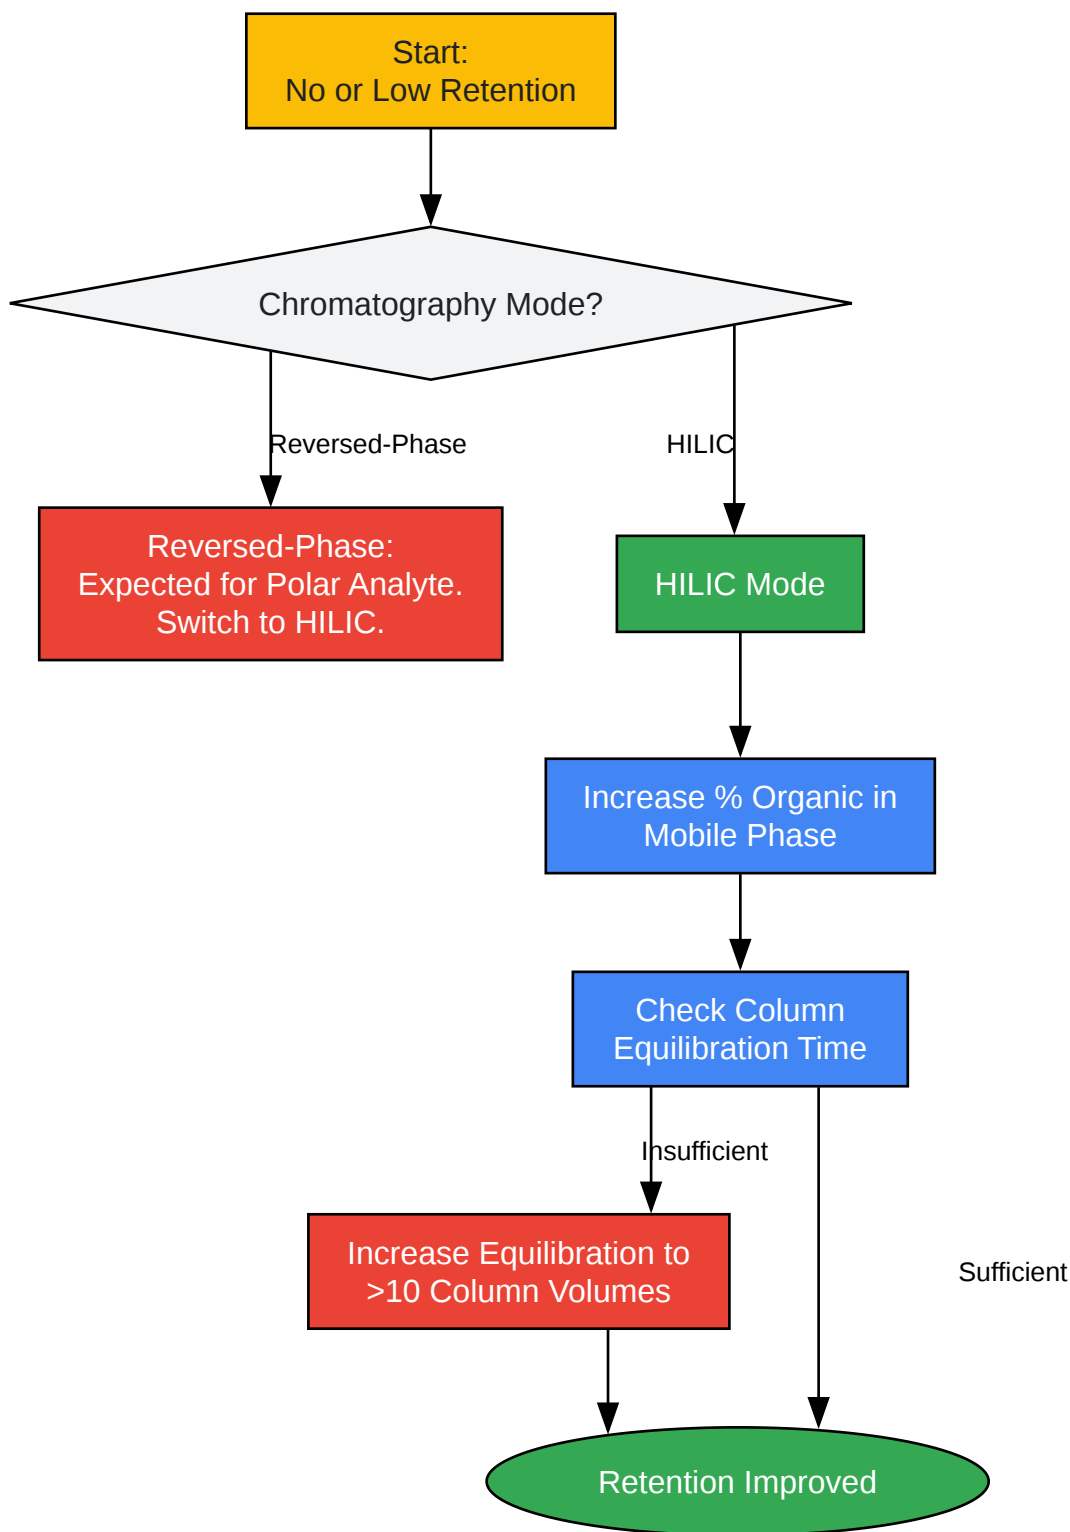 Start:
No or Low Retention
Chromatography Mode?
Reversed-Phase
HILIC
Reversed-Phase:
Expected for Polar Analyte.
Switch to HILIC.
HILIC Mode
Increase % Organic in
Mobile Phase
Check Column
Equilibration Time
Insufficient
Increase Equilibration to
>10 Column Volumes
Sufficient
Retention Improved